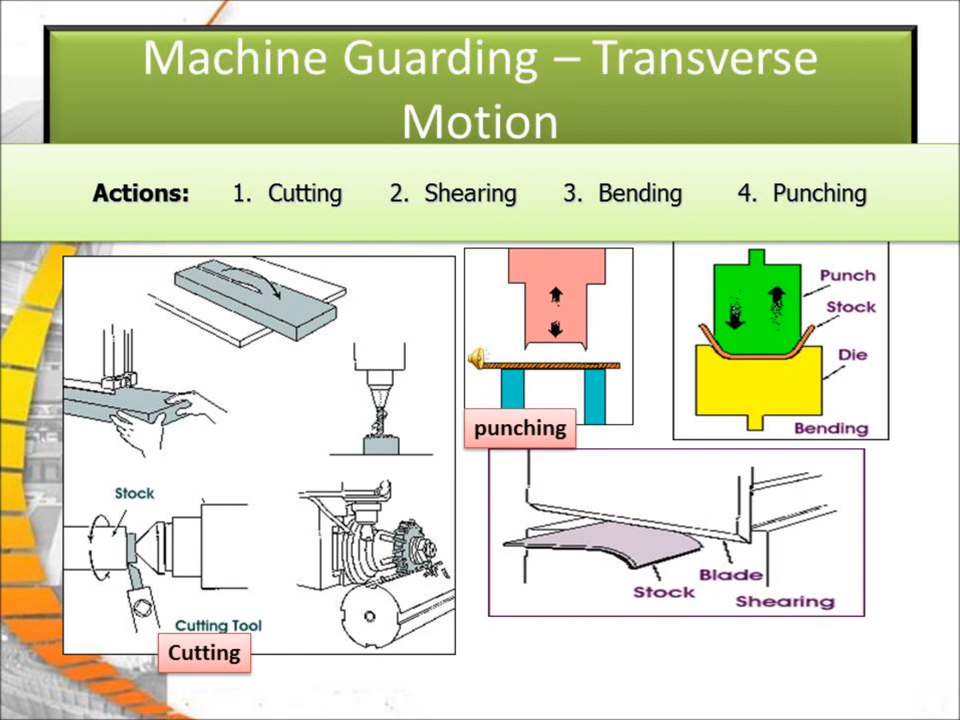 Machine Guarding – Transverse
Motion
Actions: 1. Cutting 2. Shearing 3. Bending 4. Punching
Punch
Stock
Die
Bending
punching
Stock
Cutting Tool
Cutting
Blade
Stock
Shearing